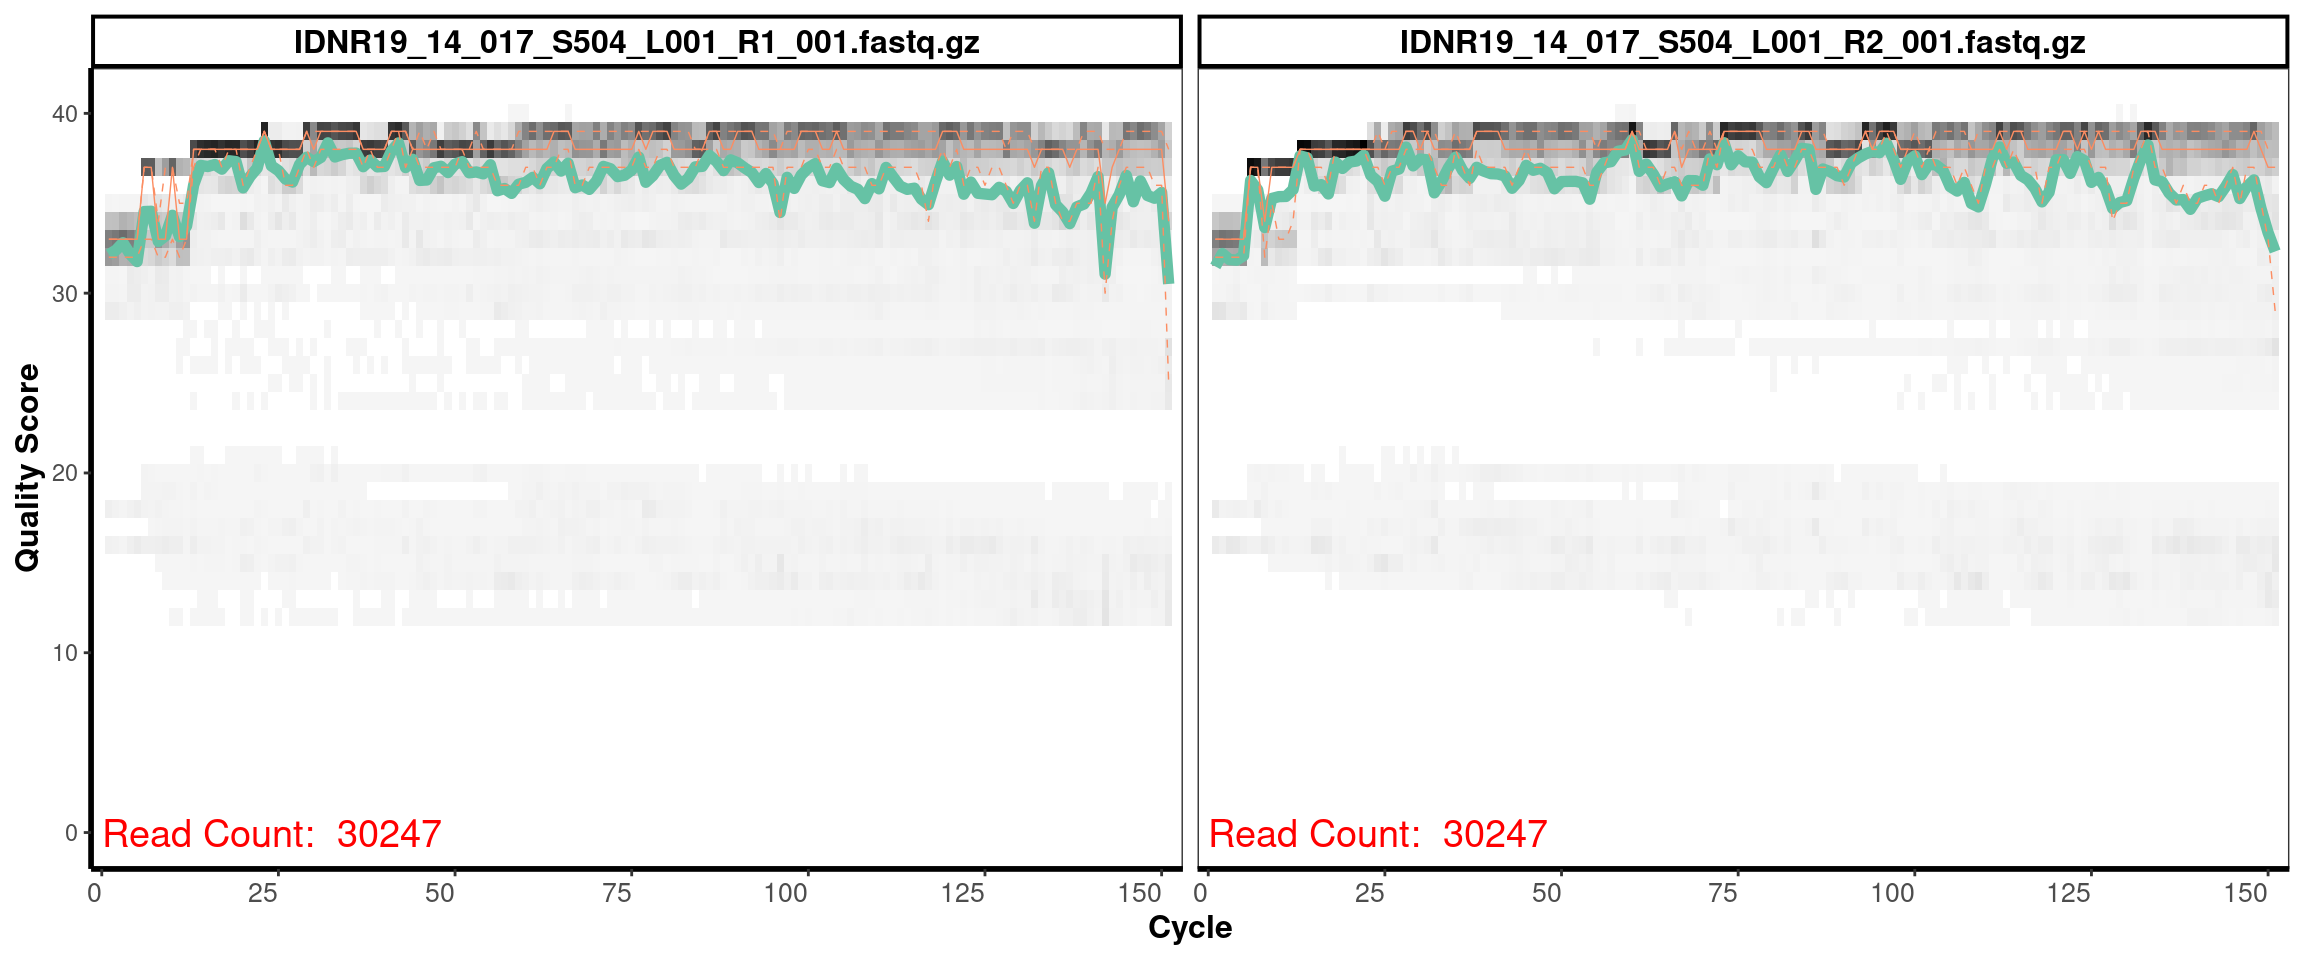 IDNR19_14_017_S504_L001_R1_001.fastq.gz
IDNR19_14_017_S504_L001_R2_001.fastq.gz
Quality Score
40
30
20
10
0
Read Count: 30247
Read Count: 30247
0 25 50 75 100 125 150
0 25 50 75 100 125 150
Cycle